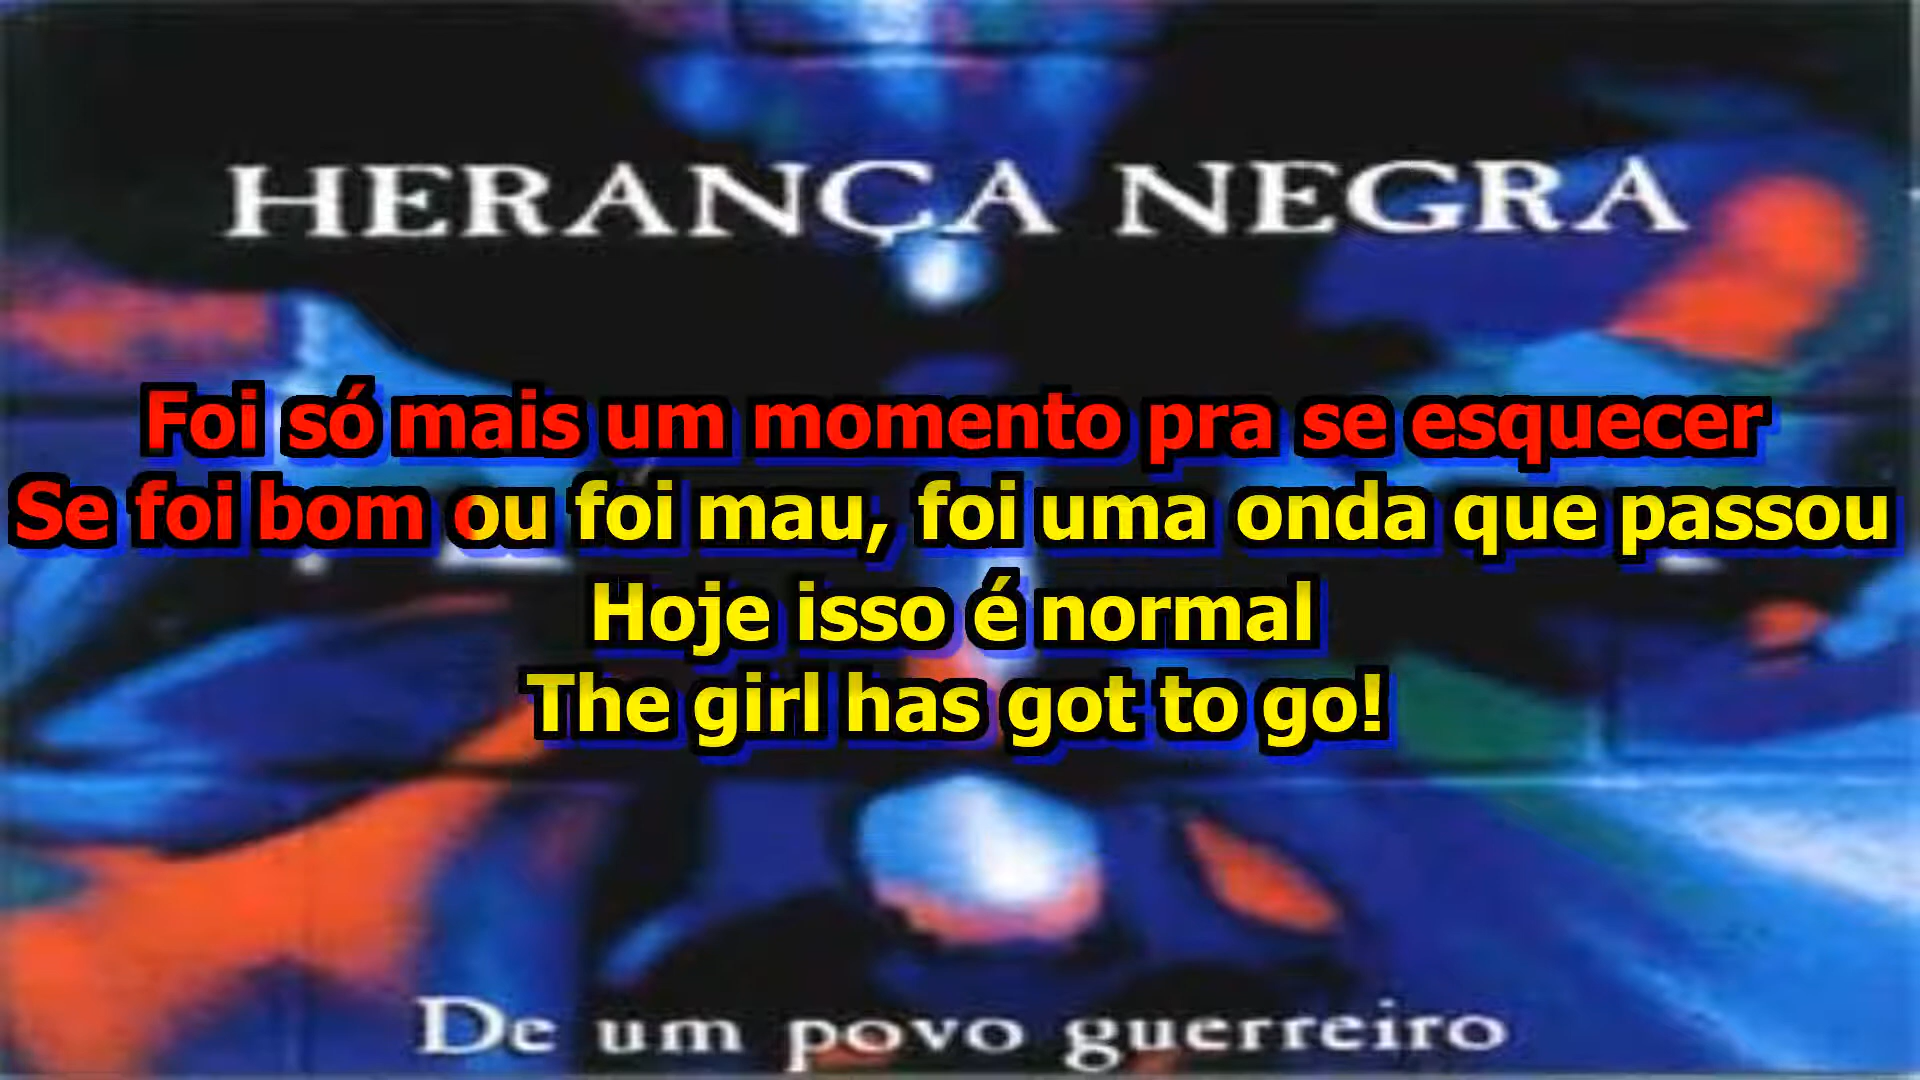 HERANÇA NEGRA
Foi só mais um momento pra se esquecer
Se foi bom ou foi mau, foi uma onda que passou
Hoje isso é normal
The girl has got to go!
De um povo guerreiro